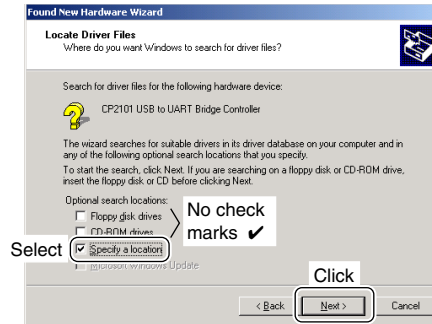 Found New Hardware Wizard
Locate Driver Files
Where do you want Windows to search for driver files?
Search for driver files for the following hardware device:
CP2101 USB to UART Bridge Controller
The wizard searches for suitable drivers in its driver database on your computer and in
any of the following optional search locations that you specify.
To start the search, click Next. If you are searching on a floppy disk or CD-ROM drive,
insert the floppy disk or CD before clicking Next.
Optional search locations:
Floppy disk drives
CD-ROM drives
No check
marks ✔
Select
Specify a location
Microsoft Windows Update
Click
< Back
Next >
Cancel